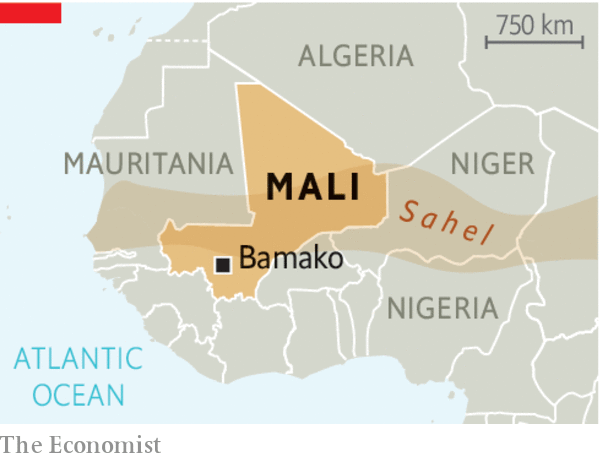 750 km
ALGERIA
MAURITANIA
NIGER
MALI
Sahel
Bamako
NIGERIA
ATLANTIC
OCEAN
The Economist